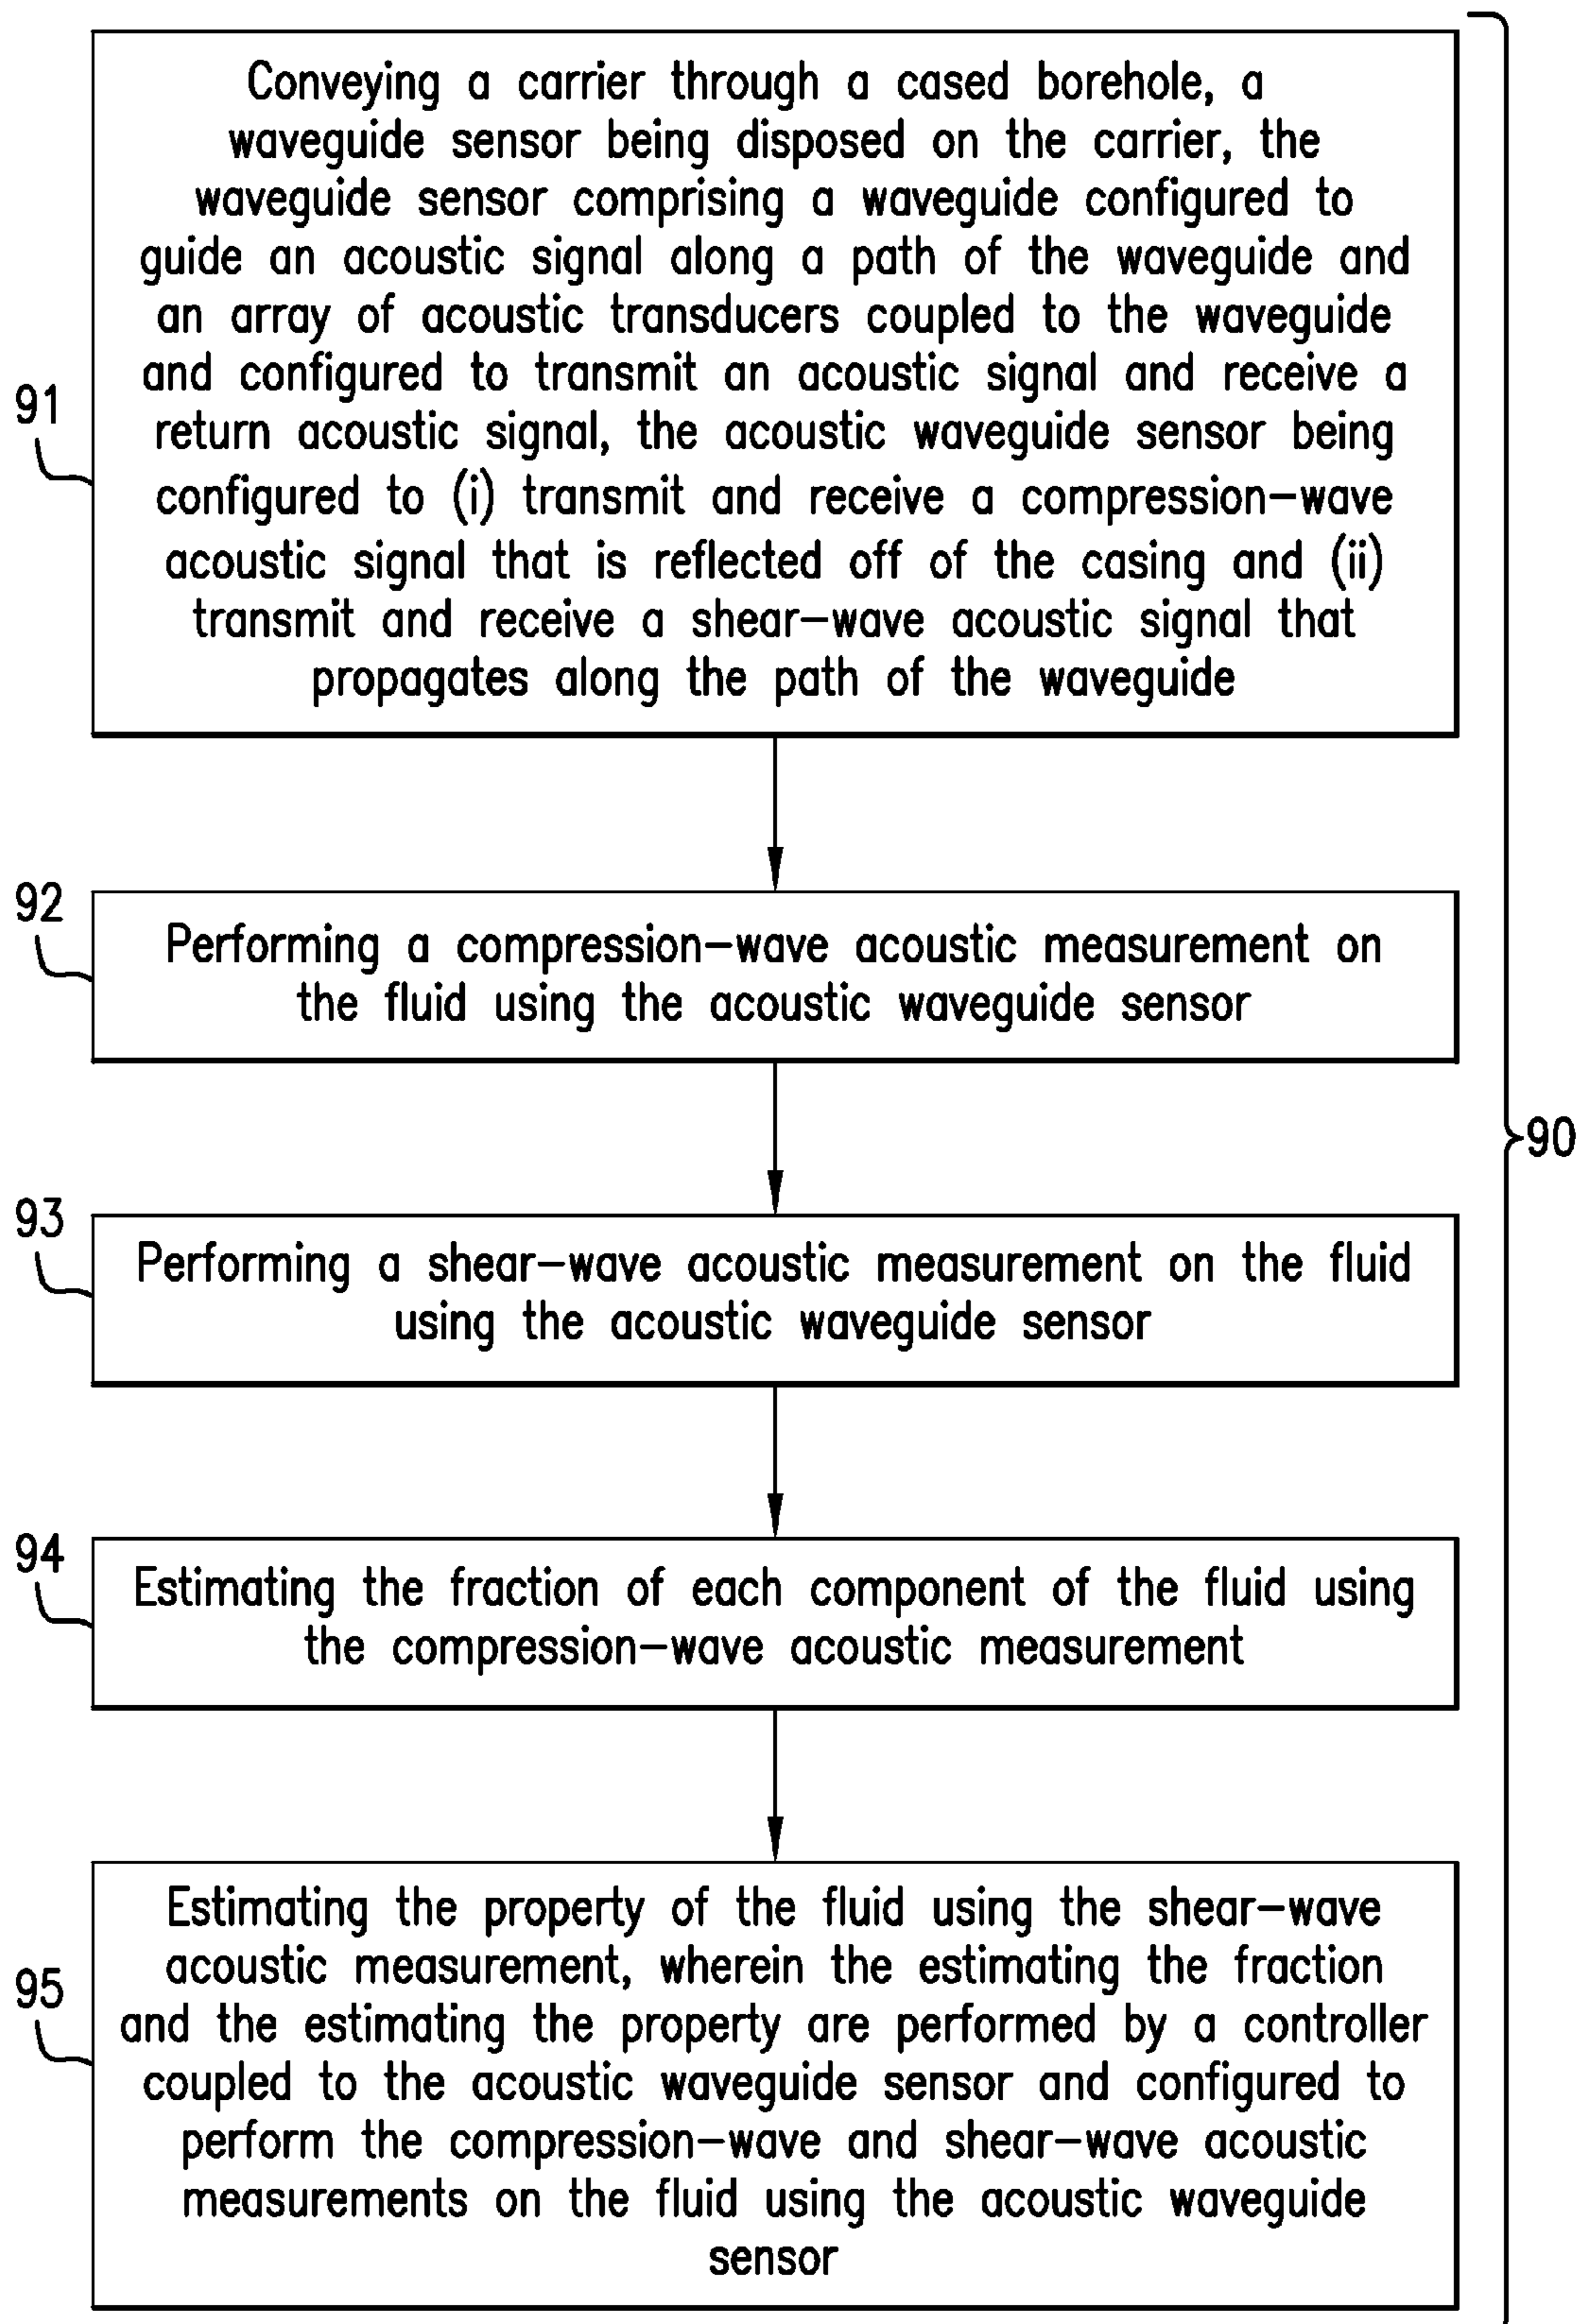 Conveying a carrier through a cased borehole, a
waveguide sensor being disposed on the carrier, the
waveguide sensor comprising a waveguide configured to
guide an acoustic signal along a path of the waveguide and
an array of acoustic transducers coupled to the waveguide
and configured to transmit an acoustic signal and receive a
return acoustic signal, the acoustic waveguide sensor being
configured to (i) transmit and receive a compression-wave
acoustic signal that is reflected off of the casing and (ii)
transmit and receive a shear-wave acoustic signal that
propagates along the path of the waveguide
91
92
Performing a compression-wave acoustic measurement on
the fluid using the acoustic waveguide sensor
90
93
Performing a shear-wave acoustic measurement on the fluid
using the acoustic waveguide sensor
94
Estimating the fraction of each component of the fluid using
the compression-wave acoustic measurement
Estimating the property of the fluid using the shear-wave
acoustic measurement, wherein the estimating the fraction
and the estimating the property are performed by a controller
coupled to the acoustic waveguide sensor and configured to
perform the compression-wave and shear-wave acoustic
measurements on the fluid using the acoustic waveguide
sensor
95